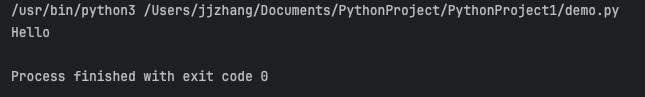 /usr/bin/python3 /Users/jjzhang/Documents/PythonProject/PythonProject1/demo.py
Hello
Process finished with exit code 0